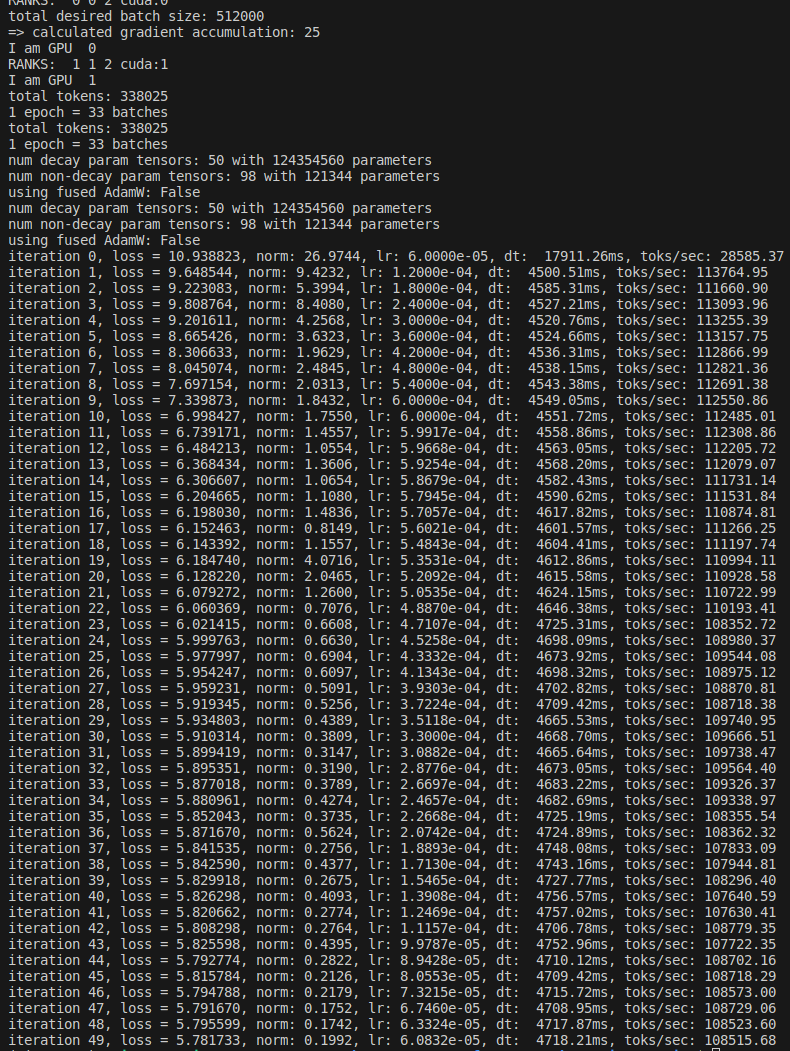 RANKS:  0 0 2 cuda:0
total desired batch size: 512000
=> calculated gradient accumulation: 25
I am GPU  0
RANKS:  1 1 2 cuda:1
I am GPU  1
total tokens: 338025
1 epoch = 33 batches
total tokens: 338025
1 epoch = 33 batches
num decay param tensors: 50 with 124354560 parameters
num non-decay param tensors: 98 with 121344 parameters
using fused AdamW: False
num decay param tensors: 50 with 124354560 parameters
num non-decay param tensors: 98 with 121344 parameters
using fused AdamW: False
iteration 0, loss = 10.938823, norm: 26.9744, lr: 6.0000e-05, dt:  17911.26ms, toks/sec: 28585.37
iteration 1, loss = 9.648544, norm: 9.4232, lr: 1.2000e-04, dt:  4500.51ms, toks/sec: 113764.95
iteration 2, loss = 9.223083, norm: 5.3994, lr: 1.8000e-04, dt:  4585.31ms, toks/sec: 111660.90
iteration 3, loss = 9.808764, norm: 8.4080, lr: 2.4000e-04, dt:  4527.21ms, toks/sec: 113093.96
iteration 4, loss = 9.201611, norm: 4.2568, lr: 3.0000e-04, dt:  4520.76ms, toks/sec: 113255.39
iteration 5, loss = 8.665426, norm: 3.6323, lr: 3.6000e-04, dt:  4524.66ms, toks/sec: 113157.75
iteration 6, loss = 8.306633, norm: 1.9629, lr: 4.2000e-04, dt:  4536.31ms, toks/sec: 112866.99
iteration 7, loss = 8.045074, norm: 2.4845, lr: 4.8000e-04, dt:  4538.15ms, toks/sec: 112821.36
iteration 8, loss = 7.697154, norm: 2.0313, lr: 5.4000e-04, dt:  4543.38ms, toks/sec: 112691.38
iteration 9, loss = 7.339873, norm: 1.8432, lr: 6.0000e-04, dt:  4549.05ms, toks/sec: 112550.86
iteration 10, loss = 6.998427, norm: 1.7550, lr: 6.0000e-04, dt:  4551.72ms, toks/sec: 112485.01
iteration 11, loss = 6.739171, norm: 1.4557, lr: 5.9917e-04, dt:  4558.86ms, toks/sec: 112308.86
iteration 12, loss = 6.484213, norm: 1.0554, lr: 5.9668e-04, dt:  4563.05ms, toks/sec: 112205.72
iteration 13, loss = 6.368434, norm: 1.3606, lr: 5.9254e-04, dt:  4568.20ms, toks/sec: 112079.07
iteration 14, loss = 6.306607, norm: 1.0654, lr: 5.8679e-04, dt:  4582.43ms, toks/sec: 111731.14
iteration 15, loss = 6.204665, norm: 1.1080, lr: 5.7945e-04, dt:  4590.62ms, toks/sec: 111531.84
iteration 16, loss = 6.198030, norm: 1.4836, lr: 5.7057e-04, dt:  4617.82ms, toks/sec: 110874.81
iteration 17, loss = 6.152463, norm: 0.8149, lr: 5.6021e-04, dt:  4601.57ms, toks/sec: 111266.25
iteration 18, loss = 6.143392, norm: 1.1557, lr: 5.4843e-04, dt:  4604.41ms, toks/sec: 111197.74
iteration 19, loss = 6.184740, norm: 4.0716, lr: 5.3531e-04, dt:  4612.86ms, toks/sec: 110994.11
iteration 20, loss = 6.128220, norm: 2.0465, lr: 5.2092e-04, dt:  4615.58ms, toks/sec: 110928.58
iteration 21, loss = 6.079272, norm: 1.2600, lr: 5.0535e-04, dt:  4624.15ms, toks/sec: 110722.99
iteration 22, loss = 6.060369, norm: 0.7076, lr: 4.8870e-04, dt:  4646.38ms, toks/sec: 110193.41
iteration 23, loss = 6.021415, norm: 0.6608, lr: 4.7107e-04, dt:  4725.31ms, toks/sec: 108352.72
iteration 24, loss = 5.999763, norm: 0.6630, lr: 4.5258e-04, dt:  4698.09ms, toks/sec: 108980.37
iteration 25, loss = 5.977997, norm: 0.6904, lr: 4.3332e-04, dt:  4673.92ms, toks/sec: 109544.08
iteration 26, loss = 5.954247, norm: 0.6097, lr: 4.1343e-04, dt:  4698.32ms, toks/sec: 108975.12
iteration 27, loss = 5.959231, norm: 0.5091, lr: 3.9303e-04, dt:  4702.82ms, toks/sec: 108870.81
iteration 28, loss = 5.919345, norm: 0.5256, lr: 3.7224e-04, dt:  4709.42ms, toks/sec: 108718.38
iteration 29, loss = 5.934803, norm: 0.4389, lr: 3.5118e-04, dt:  4665.53ms, toks/sec: 109740.95
iteration 30, loss = 5.910314, norm: 0.3809, lr: 3.3000e-04, dt:  4668.70ms, toks/sec: 109666.51
iteration 31, loss = 5.899419, norm: 0.3147, lr: 3.0882e-04, dt:  4665.64ms, toks/sec: 109738.47
iteration 32, loss = 5.895351, norm: 0.3190, lr: 2.8776e-04, dt:  4673.05ms, toks/sec: 109564.40
iteration 33, loss = 5.877018, norm: 0.3789, lr: 2.6697e-04, dt:  4683.22ms, toks/sec: 109326.37
iteration 34, loss = 5.880961, norm: 0.4274, lr: 2.4657e-04, dt:  4682.69ms, toks/sec: 109338.97
iteration 35, loss = 5.852043, norm: 0.3735, lr: 2.2668e-04, dt:  4725.19ms, toks/sec: 108355.54
iteration 36, loss = 5.871670, norm: 0.5624, lr: 2.0742e-04, dt:  4724.89ms, toks/sec: 108362.32
iteration 37, loss = 5.841535, norm: 0.2756, lr: 1.8893e-04, dt:  4748.08ms, toks/sec: 107833.09
iteration 38, loss = 5.842590, norm: 0.4377, lr: 1.7130e-04, dt:  4743.16ms, toks/sec: 107944.81
iteration 39, loss = 5.829918, norm: 0.2675, lr: 1.5465e-04, dt:  4727.77ms, toks/sec: 108296.40
iteration 40, loss = 5.826298, norm: 0.4093, lr: 1.3908e-04, dt:  4756.57ms, toks/sec: 107640.59
iteration 41, loss = 5.820662, norm: 0.2774, lr: 1.2469e-04, dt:  4757.02ms, toks/sec: 107630.41
iteration 42, loss = 5.808298, norm: 0.2764, lr: 1.1157e-04, dt:  4706.78ms, toks/sec: 108779.35
iteration 43, loss = 5.825598, norm: 0.4395, lr: 9.9787e-05, dt:  4752.96ms, toks/sec: 107722.35
iteration 44, loss = 5.792774, norm: 0.2822, lr: 8.9428e-05, dt:  4710.12ms, toks/sec: 108702.16
iteration 45, loss = 5.815784, norm: 0.2126, lr: 8.0553e-05, dt:  4709.42ms, toks/sec: 108718.29
iteration 46, loss = 5.794788, norm: 0.2179, lr: 7.3215e-05, dt:  4715.72ms, toks/sec: 108573.00
iteration 47, loss = 5.791670, norm: 0.1752, lr: 6.7460e-05, dt:  4708.95ms, toks/sec: 108729.06
iteration 48, loss = 5.795599, norm: 0.1742, lr: 6.3324e-05, dt:  4717.87ms, toks/sec: 108523.60
iteration 49, loss = 5.781733, norm: 0.1992, lr: 6.0832e-05, dt:  4718.21ms, toks/sec: 108515.68